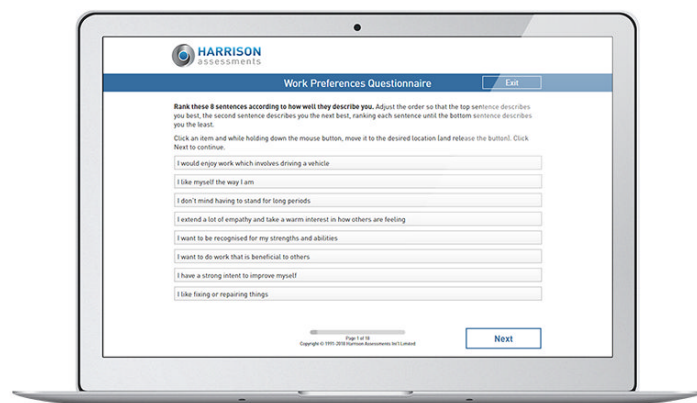 HARRISON
assessments
Work Preferences Questionnaire
Exit
Rank these 8 sentences according to how well they describe you. Adjust the order so that the top sentence describes
you best, the second sentence describes you the next best, ranking each sentence until the bottom sentence describes
you the least.
Click an item and while holding down the mouse button, move it to the desired location (and release the button). Click
Next to continue.
I would enjoy work which involves driving a vehicle
I like myself the way I am
I don't mind having to stand for long periods
I extend a lot of empathy and take a warm interest in how others are feeling
I want to be recognised for my strengths and abilities
I want to do work that is beneficial to others
I have a strong intent to improve myself
I like fixing or repairing things
Page 1 of 18
Copyright © 1991-2018 Harrison Assessments Int'l Limited
Next